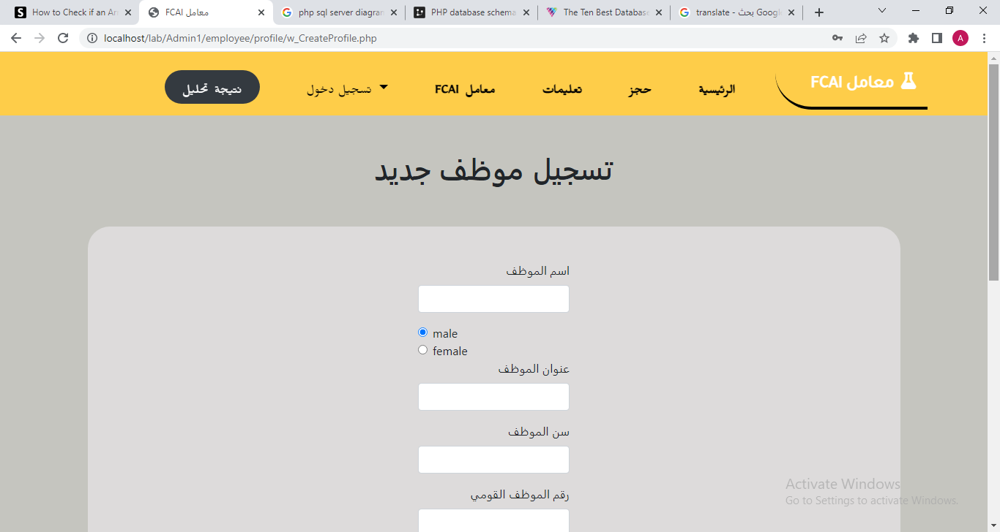 How to Check if an Ar
FCAI معامل
php sql server diagram
PHP database schema
The Ten Best Database
translate - بحث Google
localhost/lab/Admin1/employee/profile/w_CreateProfile.php
A
معامل FCAI
الرئيسية
حجز
تعليمات
معامل FCAI
تسجيل دخول
نتيجة تحليل
تسجيل موظف جديد
اسم الموظف
male
female
عنوان الموظف
سن الموظف
رقم الموظف القومي
Activate Windows
Go to Settings to activate Windows.